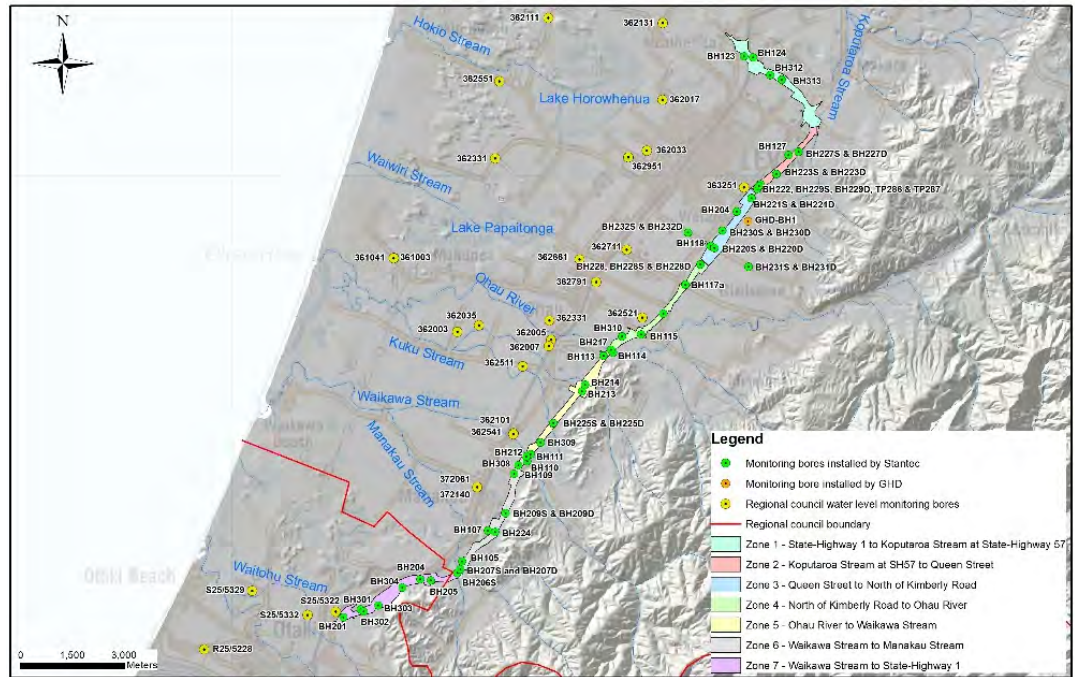 N
362111
362131
Hokio Stream
Koputaroa Stream
BH123
BH124
BH312
BH313
362551
Lake Horowhenua
362017
362033
362331
362951
BH127
BH227S & BH227D
Waiwiri Stream
BH223S & BH223D
363251
BH222, BH229S, BH229D, TP286 & TP287
BH221S & BH221D
BH204
GHD-BH1
Lake Papaitonga
BH232S & BH232D
BH230S & BH230D
BH118
BH220S & BH220D
362711
361041
361003
362661
BH228, BH228S & BH228D
BH231S & BH231D
362791
BH117a
Ohau River
362035
362003
362331
362521
362005
BH310
BH115
362007
BH217
BH113
BH114
Kuku Stream
362511
BH214
BH213
Waikawa Stream
362101
362541
BH225S & BH225D
BH309
BH212
BH111
BH308
BH110
BH109
Manakau Stream
372061
372140
BH209S & BH209D
BH107
BH224
BH105
BH207S and BH207D
BH206S
BH204
BH304
BH205
Otaki Beach
Waitohu Stream
S25/5329
S25/5322
S25/5332
BH301
BH303
BH302
BH201
Otaki
R25/5228
0 1,500 3,000
Meters
Legend
Monitoring bores installed by Stantec
Monitoring bore installed by GHD
Regional council water level monitoring bores
Regional council boundary
Zone 1 - State-Highway 1 to Koputaroa Stream at State-Highway 57
Zone 2 - Koputaroa Stream at SH57 to Queen Street
Zone 3 - Queen Street to North of Kimberly Road
Zone 4 - North of Kimberly Road to Ohau River
Zone 5 - Ohau River to Waikawa Stream
Zone 6 - Waikawa Stream to Manakau Stream
Zone 7 - Waikawa Stream to State-Highway 1